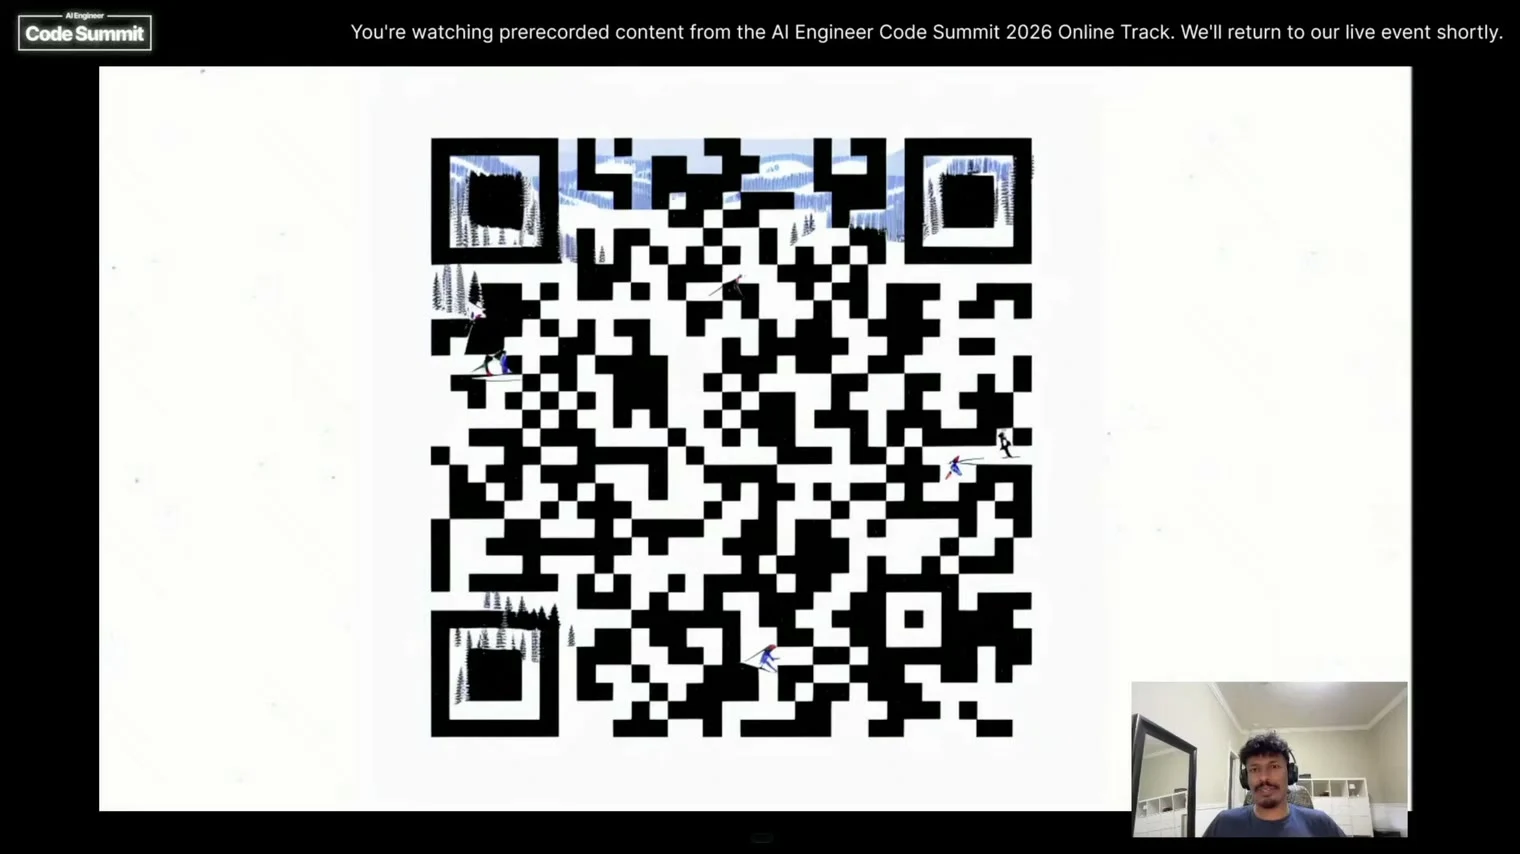 AI Engineer
Code Summit
You're watching prerecorded content from the AI Engineer Code Summit 2026 Online Track. We'll return to our live event shortly.